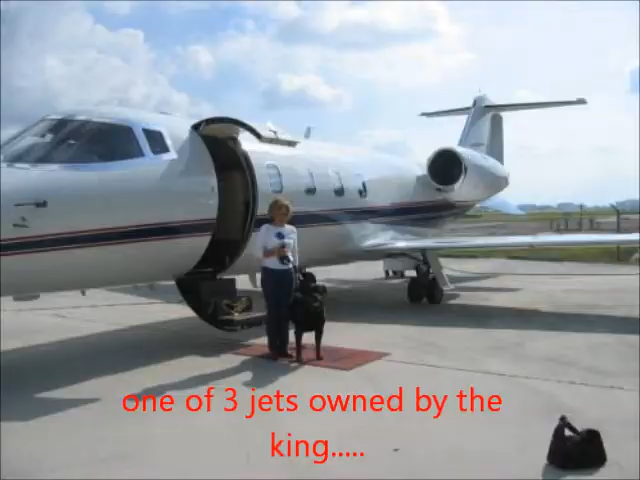 one of 3 jets owned by the
king.....